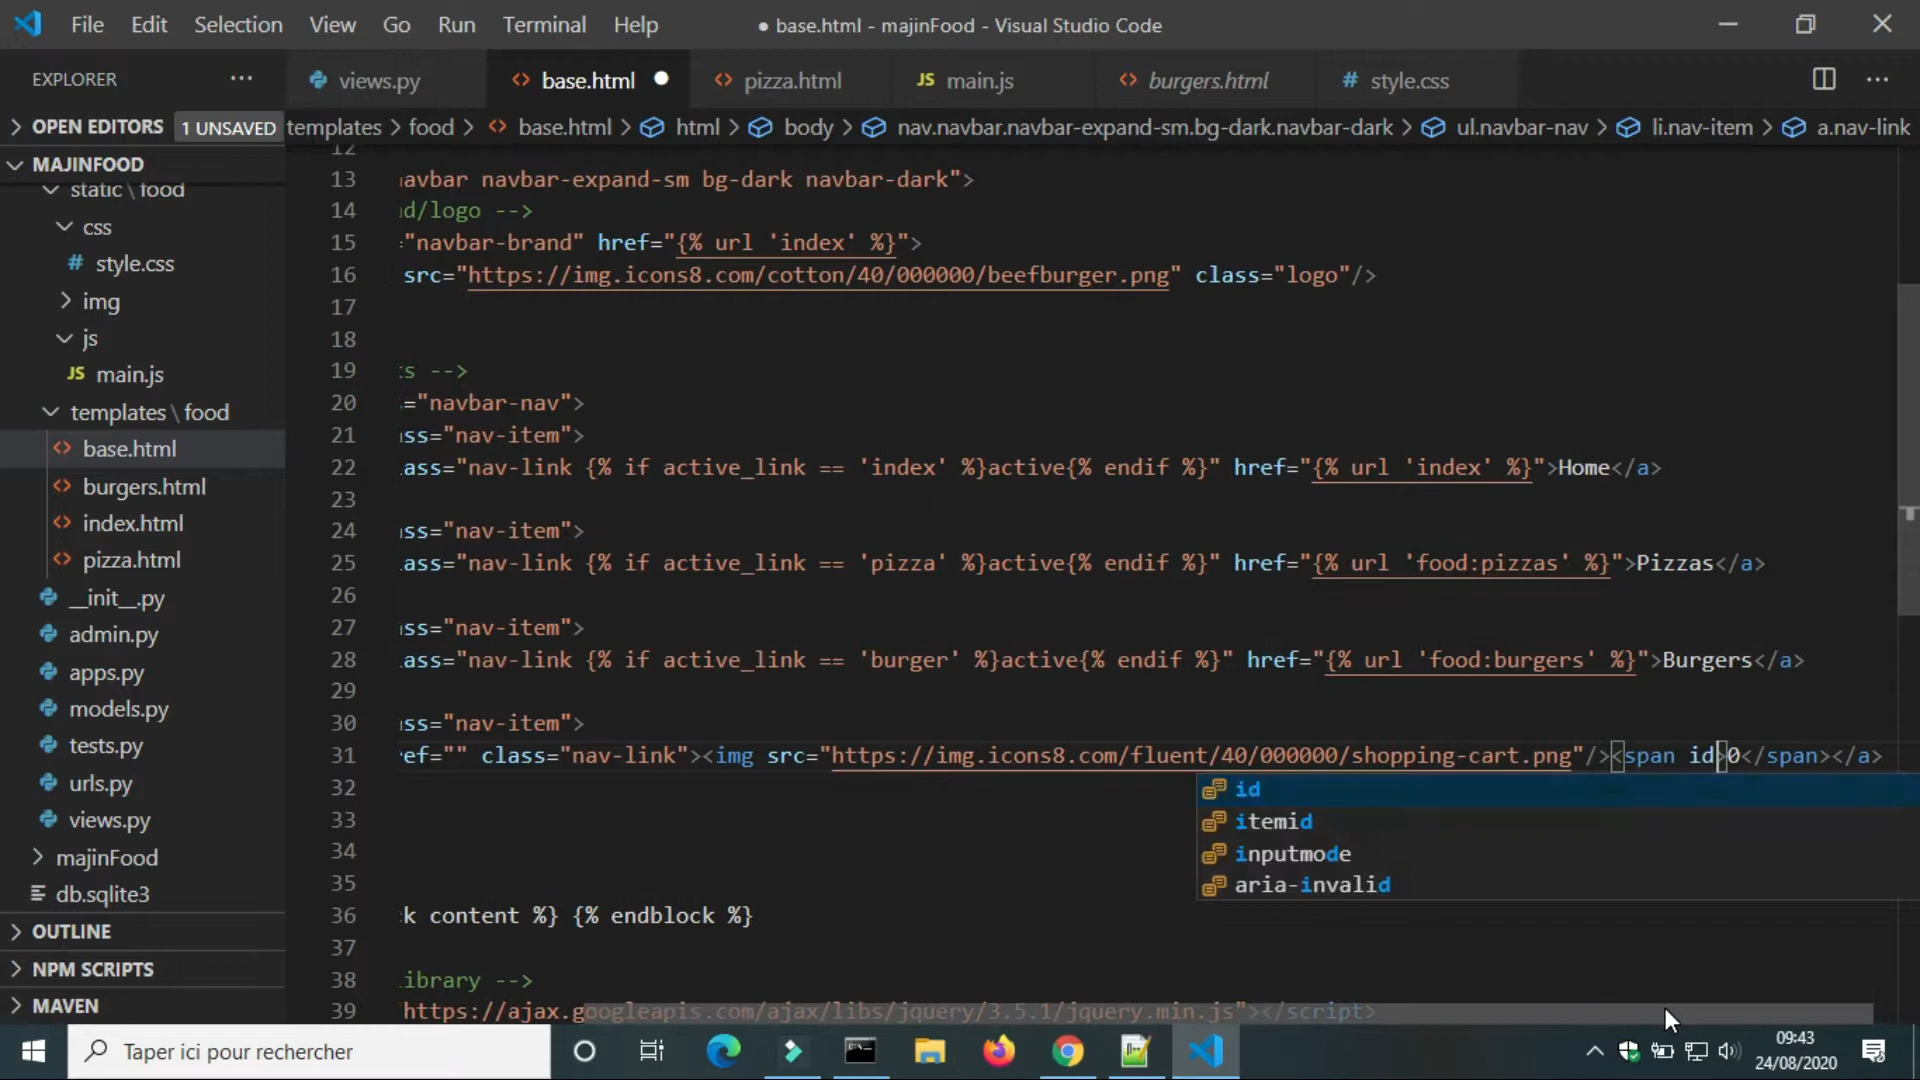 File Edit Selection View Go Run Terminal Help ● base.html - majinFood - Visual Studio Code
EXPLORER ··· views.py base.html ● pizza.html JS main.js burgers.html # style.css ···
OPEN EDITORS 1 UNSAVED templates > food > base.html > html > body > nav.navbar.navbar-expand-sm.bg-dark.navbar-dark > ul.navbar-nav > li.nav-item > a.nav-link
MAJINFOOD
static \ food
css
# style.css
img
js
JS main.js
templates \ food
base.html
burgers.html
index.html
pizza.html
__init__.py
admin.py
apps.py
models.py
tests.py
urls.py
views.py
majinFood
db.sqlite3
OUTLINE
NPM SCRIPTS
MAVEN
12
13 avbar navbar-expand-sm bg-dark navbar-dark">
14 d/logo -->
15 ="navbar-brand" href="{% url 'index' %}">
16 src="https://img.icons8.com/cotton/40/000000/beefburger.png" class="logo"/>
17
18
19 s -->
20 ="navbar-nav">
21 ss="nav-item">
22 ass="nav-link {% if active_link == 'index' %}active{% endif %}" href="{% url 'index' %}">Home</a>
23
24 ss="nav-item">
25 ass="nav-link {% if active_link == 'pizza' %}active{% endif %}" href="{% url 'food:pizzas' %}">Pizzas</a>
26
27 ss="nav-item">
28 ass="nav-link {% if active_link == 'burger' %}active{% endif %}" href="{% url 'food:burgers' %}">Burgers</a>
29
30 ss="nav-item">
31 ef="" class="nav-link"><img src="https://img.icons8.com/fluent/40/000000/shopping-cart.png"/><span id>0</span></a>
32
33
34
35
36 k content %} {% endblock %}
37
38 ibrary -->
39 "https://ajax.googleapis.com/ajax/libs/jquery/3.5.1/jquery.min.js"></script>
id
itemid
inputmode
aria-invalid
Taper ici pour rechercher
09:43
24/08/2020